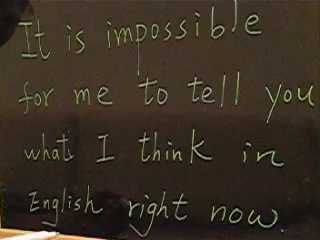 It is impossible
for me to tell you
what I think in
English right now.